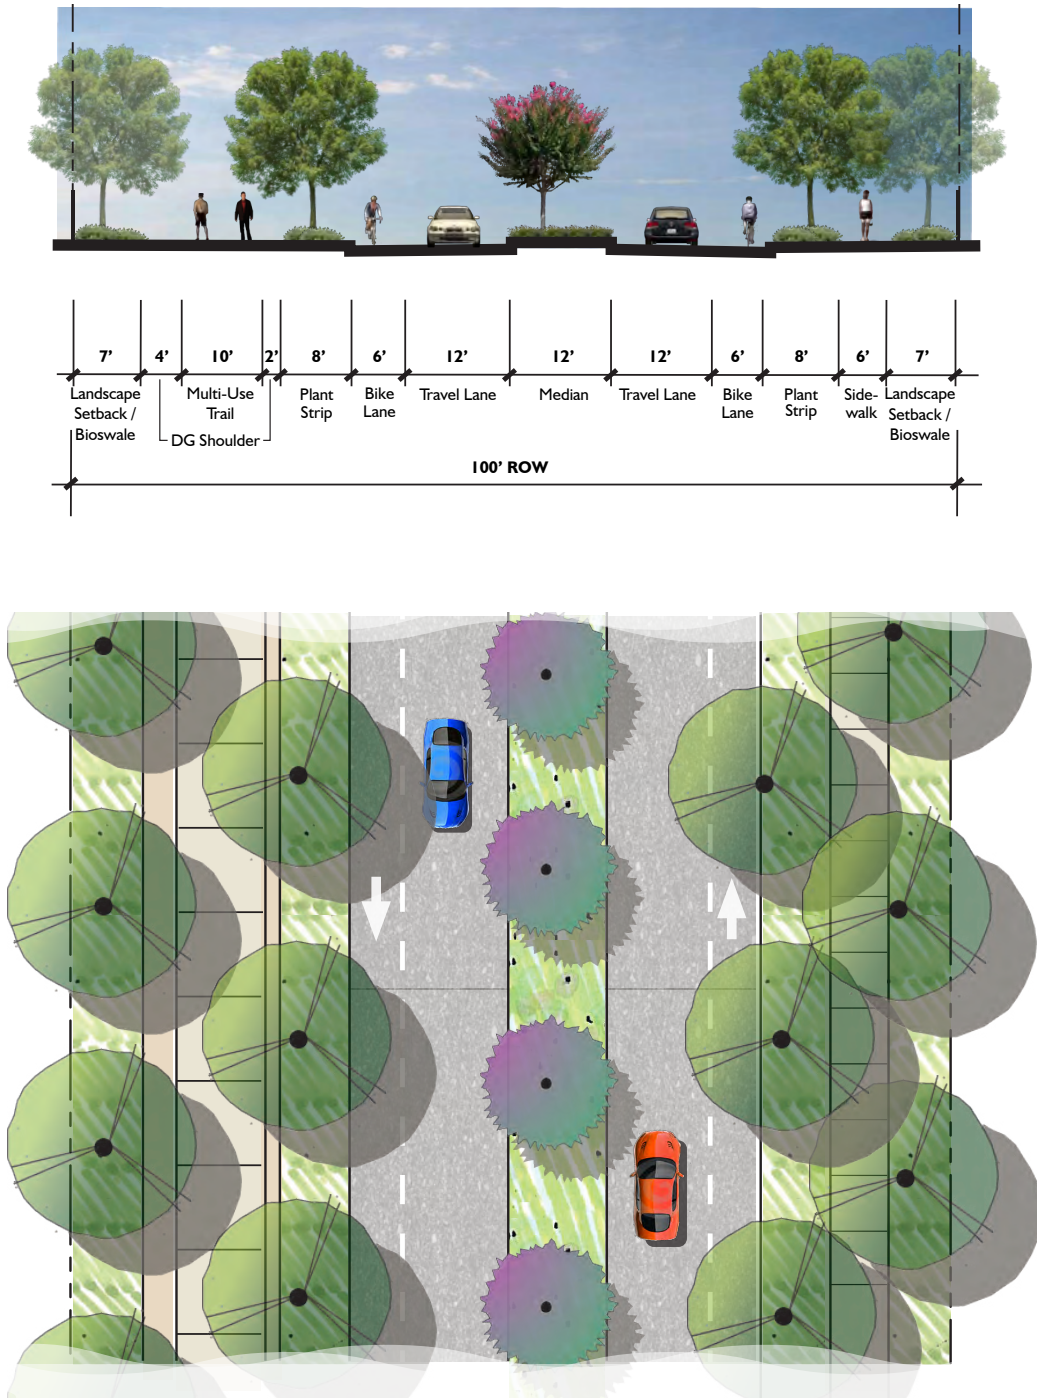 7' 4' 10' 2' 8' 6' 12' 12' 12' 6' 8' 6' 7'
Landscape Multi-Use Plant Bike Travel Lane Median Travel Lane Bike Plant Side- Landscape
Setback / Trail Strip Lane Lane Strip walk Setback /
Bioswale DG Shoulder Bioswale
100' ROW